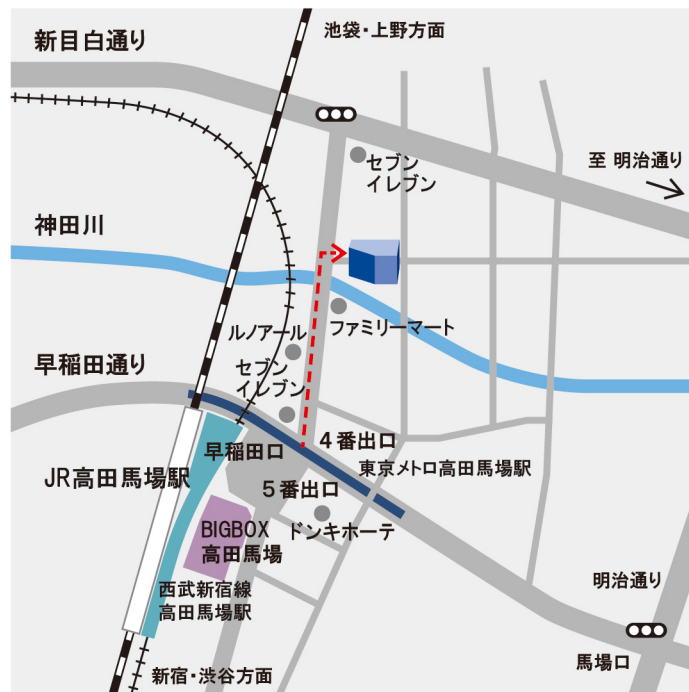 池袋・上野方面
新目白通り
セブン
イレブン
至 明治通り
神田川
ファミリーマート
ルノアール
早稲田通り
セブン
イレブン
早稲田口
4番出口
東京メトロ高田馬場駅
JR高田馬場駅
5番出口
BIGBOX
高田馬場
ドンキホーテ
西武新宿線
高田馬場駅
明治通り
馬場口
新宿・渋谷方面